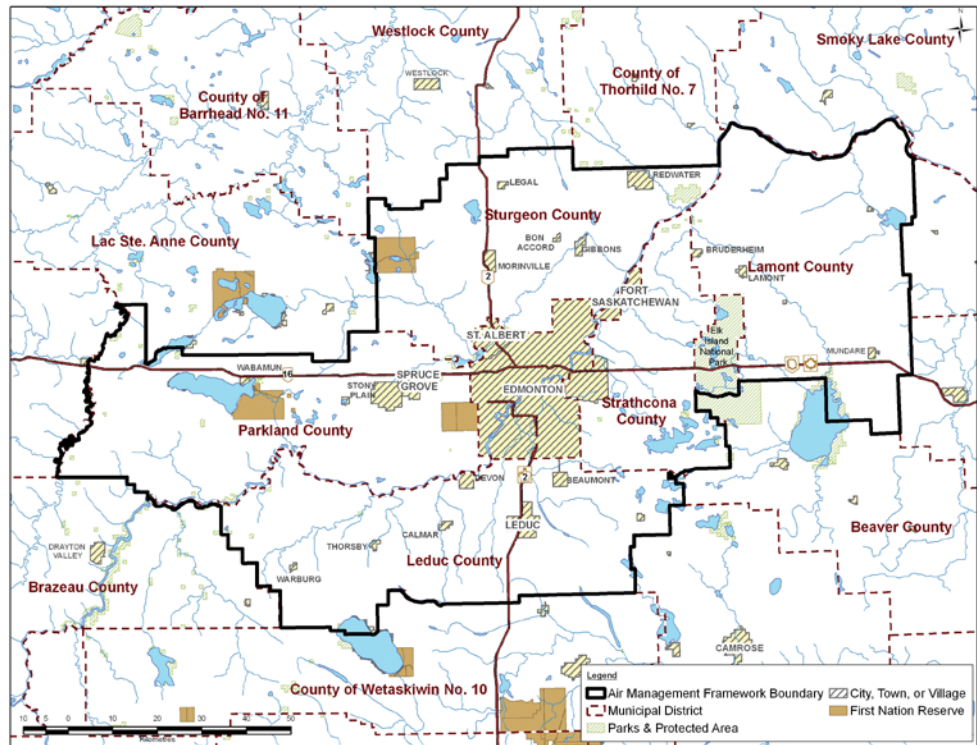 Westlock County
Smoky Lake County
WESTLOCK
County of
Thorhild No. 7
County of
Barrhead No. 11
REDWATER
LEGAL
Sturgeon County
Lac Ste. Anne County
BON
ACCORD
GIBBONS
BRUDERHEIM
MORINVILLE
Lamont County
LAMONT
2
FORT
SASKATCHEWAN
ST. ALBERT
Elk
Island
National
Park
MUNDARE
WABAMUN
16
SPRUCE
GROVE
STONY
PLAIN
EDMONTON
Strathcona
County
Parkland County
2
DEVON
BEAUMONT
LEDUC
Beaver County
CALMAR
THORSBY
Leduc County
DRAYTON
VALLEY
WARBURG
Brazeau County
CAMROSE
County of Wetaskiwin No. 10
Legend
Air Management Framework Boundary
City, Town, or Village
Municipal District
First Nation Reserve
Parks & Protected Area
10 5 0 10 20 30 40 50
Kilometres